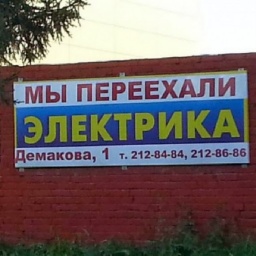 МЫ ПЕРЕЕХАЛИ
ЭЛЕКТРИКА
Демакова, 1 т. 212-84-84, 212-86-86